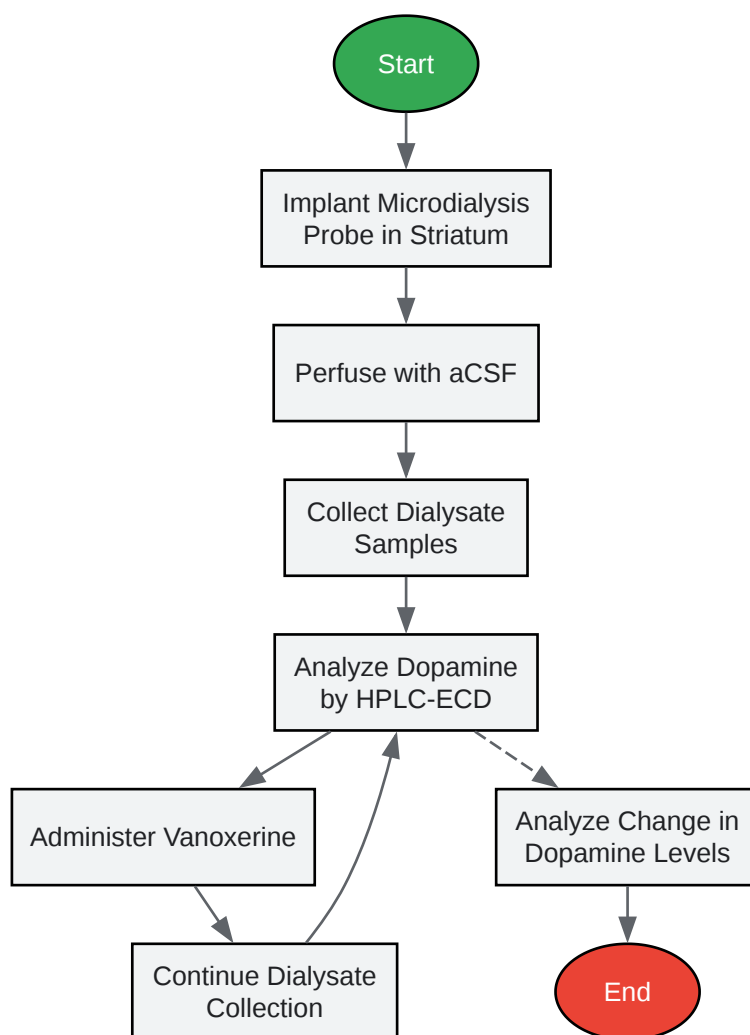 Start
Implant Microdialysis
Probe in Striatum
Perfuse with aCSF
Collect Dialysate
Samples
Analyze Dopamine
by HPLC-ECD
Administer Vanoxerine
Analyze Change in
Dopamine Levels
Continue Dialysate
Collection
End